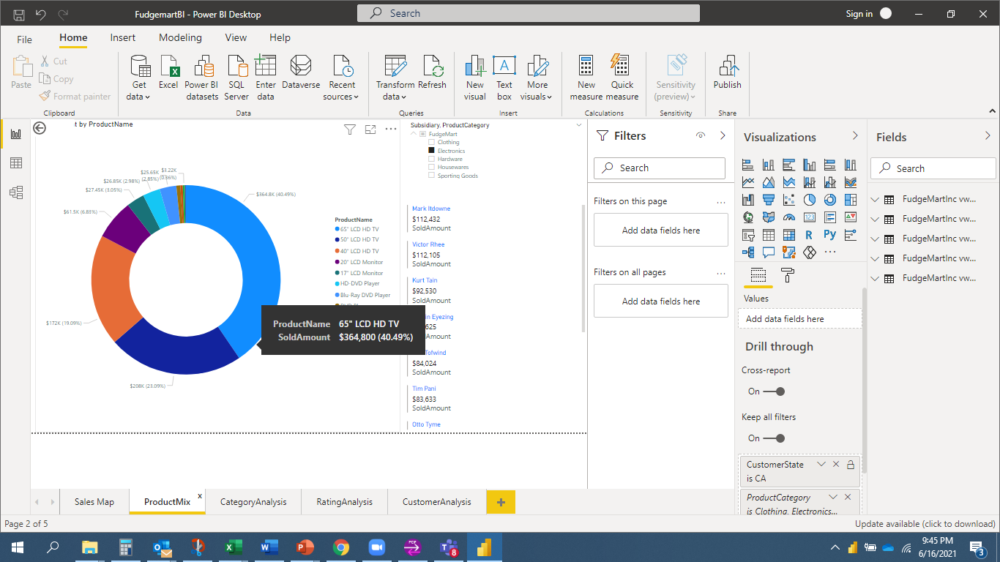 FudgemartBI - Power BI Desktop
Search
Sign in
File
Home
Insert
Modeling
View
Help
Paste
Cut
Copy
Format painter
Clipboard
Get data
Excel
Power BI datasets
SQL Server
Enter data
Dataverse
Recent sources
Data
Transform data
Refresh
Queries
New visual
Text box
More visuals
Insert
New measure
Quick measure
Calculations
Sensitivity (preview)
Sensitivity
Publish
Share
t by ProductName
$364.8K (40.49%)
$208K (23.09%)
$172K (19.09%)
$61.5K (6.83%)
$27.45K (3.05%)
$26.85K (2.98%)
$25.65K (2.85%)
$3.22K (0.36%)
ProductName
65" LCD HD TV
50" LCD HD TV
40" LCD HD TV
20" LCD Monitor
17" LCD Monitor
HD-DVD Player
Blu-Ray DVD Player
ProductName 65" LCD HD TV
SoldAmount $364,800 (40.49%)
Subsidiary, ProductCategory
FudgeMart
Clothing
Electronics
Hardware
Housewares
Sporting Goods
Mark Itdowne
$112,432
SoldAmount
Victor Rhee
$112,105
SoldAmount
Kurt Tain
$92,530
SoldAmount
in Eyezing
625
Amount
Tofwind
$84,024
SoldAmount
Tim Pani
$83,633
SoldAmount
Otto Tyme
Filters
Search
Filters on this page
...
Add data fields here
Filters on all pages
...
Add data fields here
Visualizations
R
Py
...
Values
Add data fields here
Drill through
Cross-report
On
Keep all filters
On
CustomerState
is CA
ProductCategory
is Clothing, Electronics...
Fields
Search
FudgeMartInc vw...
FudgeMartInc vw...
FudgeMartInc vw...
FudgeMartInc vw...
FudgeMartInc vw...
Sales Map
ProductMix
x
CategoryAnalysis
RatingAnalysis
CustomerAnalysis
+
Page 2 of 5
Update available (click to download)
8
9:45 PM
6/16/2021
3